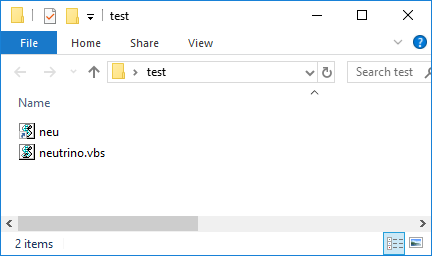 test
File Home Share View
test Search test
Name
neu
neutrino.vbs
2 items